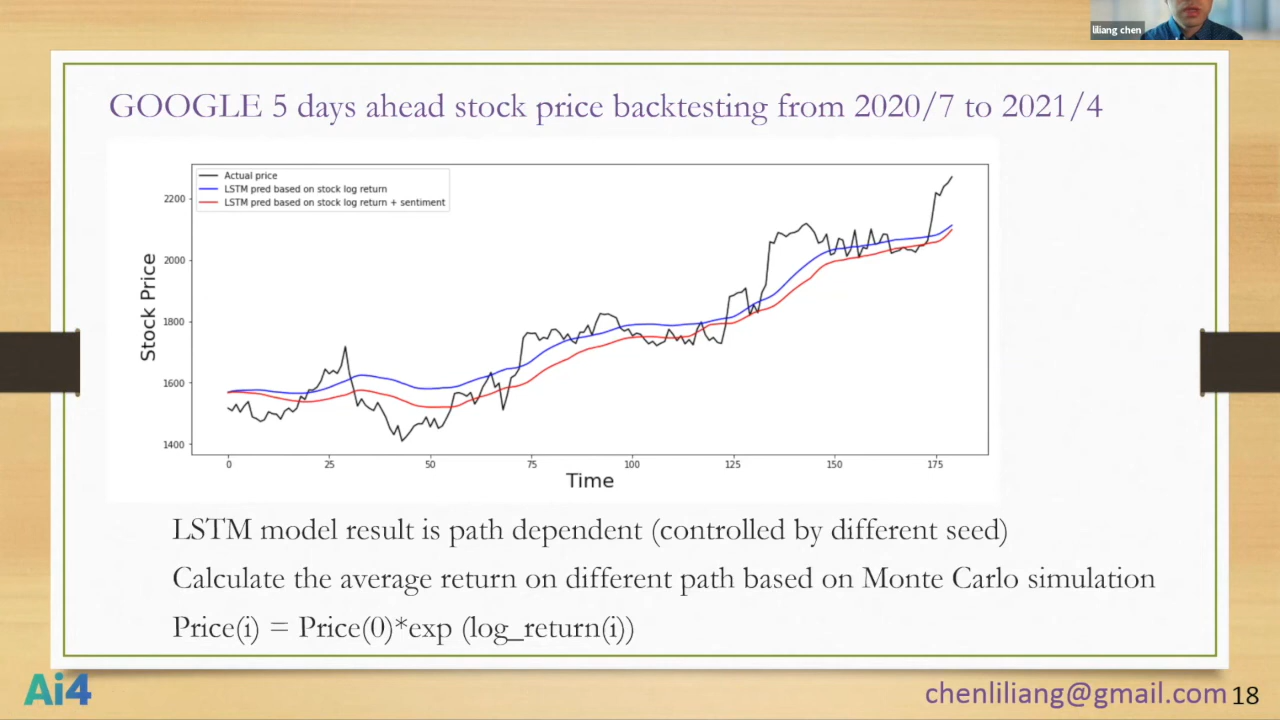 liliang chen
GOOGLE 5 days ahead stock price backtesting from 2020/7 to 2021/4
Actual price
LSTM pred based on stock log return
LSTM pred based on stock log return + sentiment
Stock Price
2200
2000
1800
1600
1400
0 25 50 75 100 125 150 175
Time
LSTM model result is path dependent (controlled by different seed)
Calculate the average return on different path based on Monte Carlo simulation
Price(i) = Price(0)*exp (log_return(i))
Ai4
chenliliang@gmail.com 18